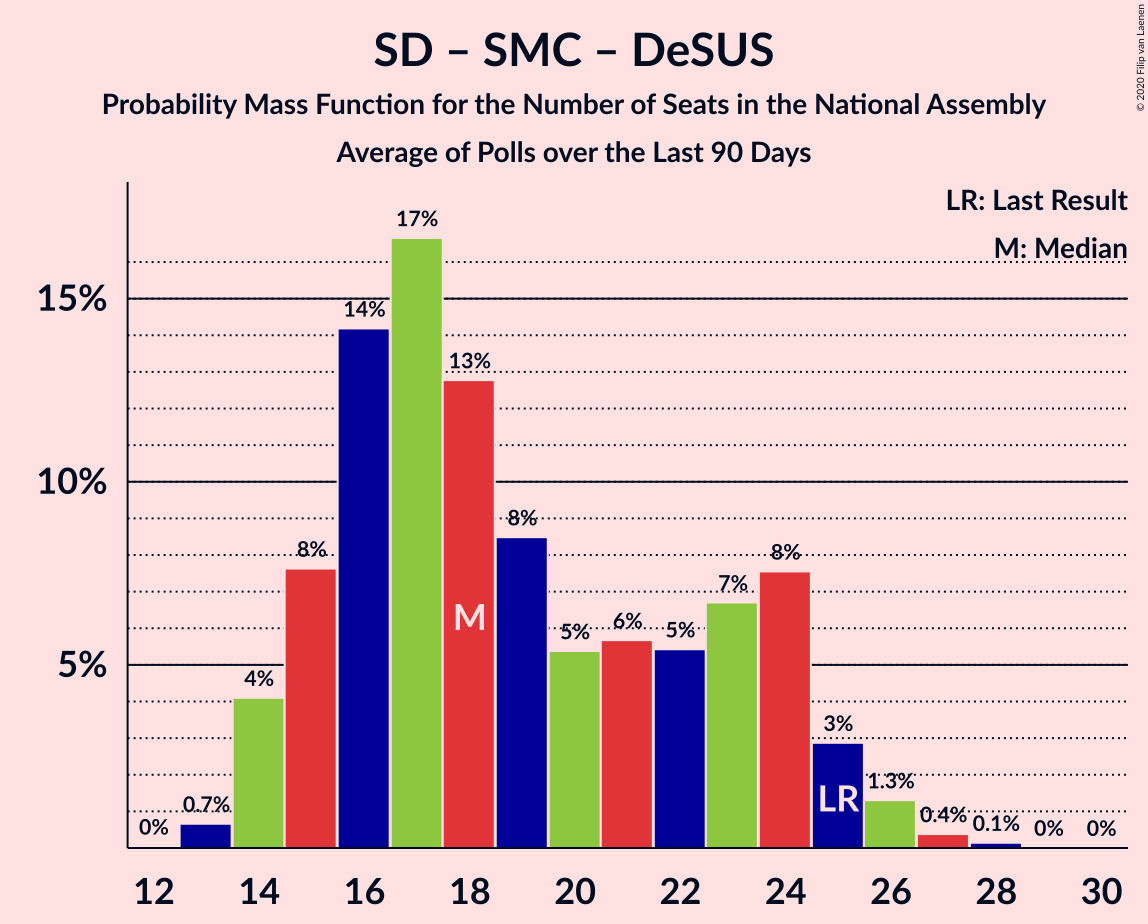 SD – SMC – DeSUS
Probability Mass Function for the Number of Seats in the National Assembly
Average of Polls over the Last 90 Days
© 2020 Filip van Laenen
LR: Last Result
M: Median
15%
10%
5%
0%
0.7%
4%
8%
14%
17%
13%
8%
5%
6%
5%
7%
8%
3%
1.3%
0.4%
0.1%
0%
0%
M
LR
12 14 16 18 20 22 24 26 28 30